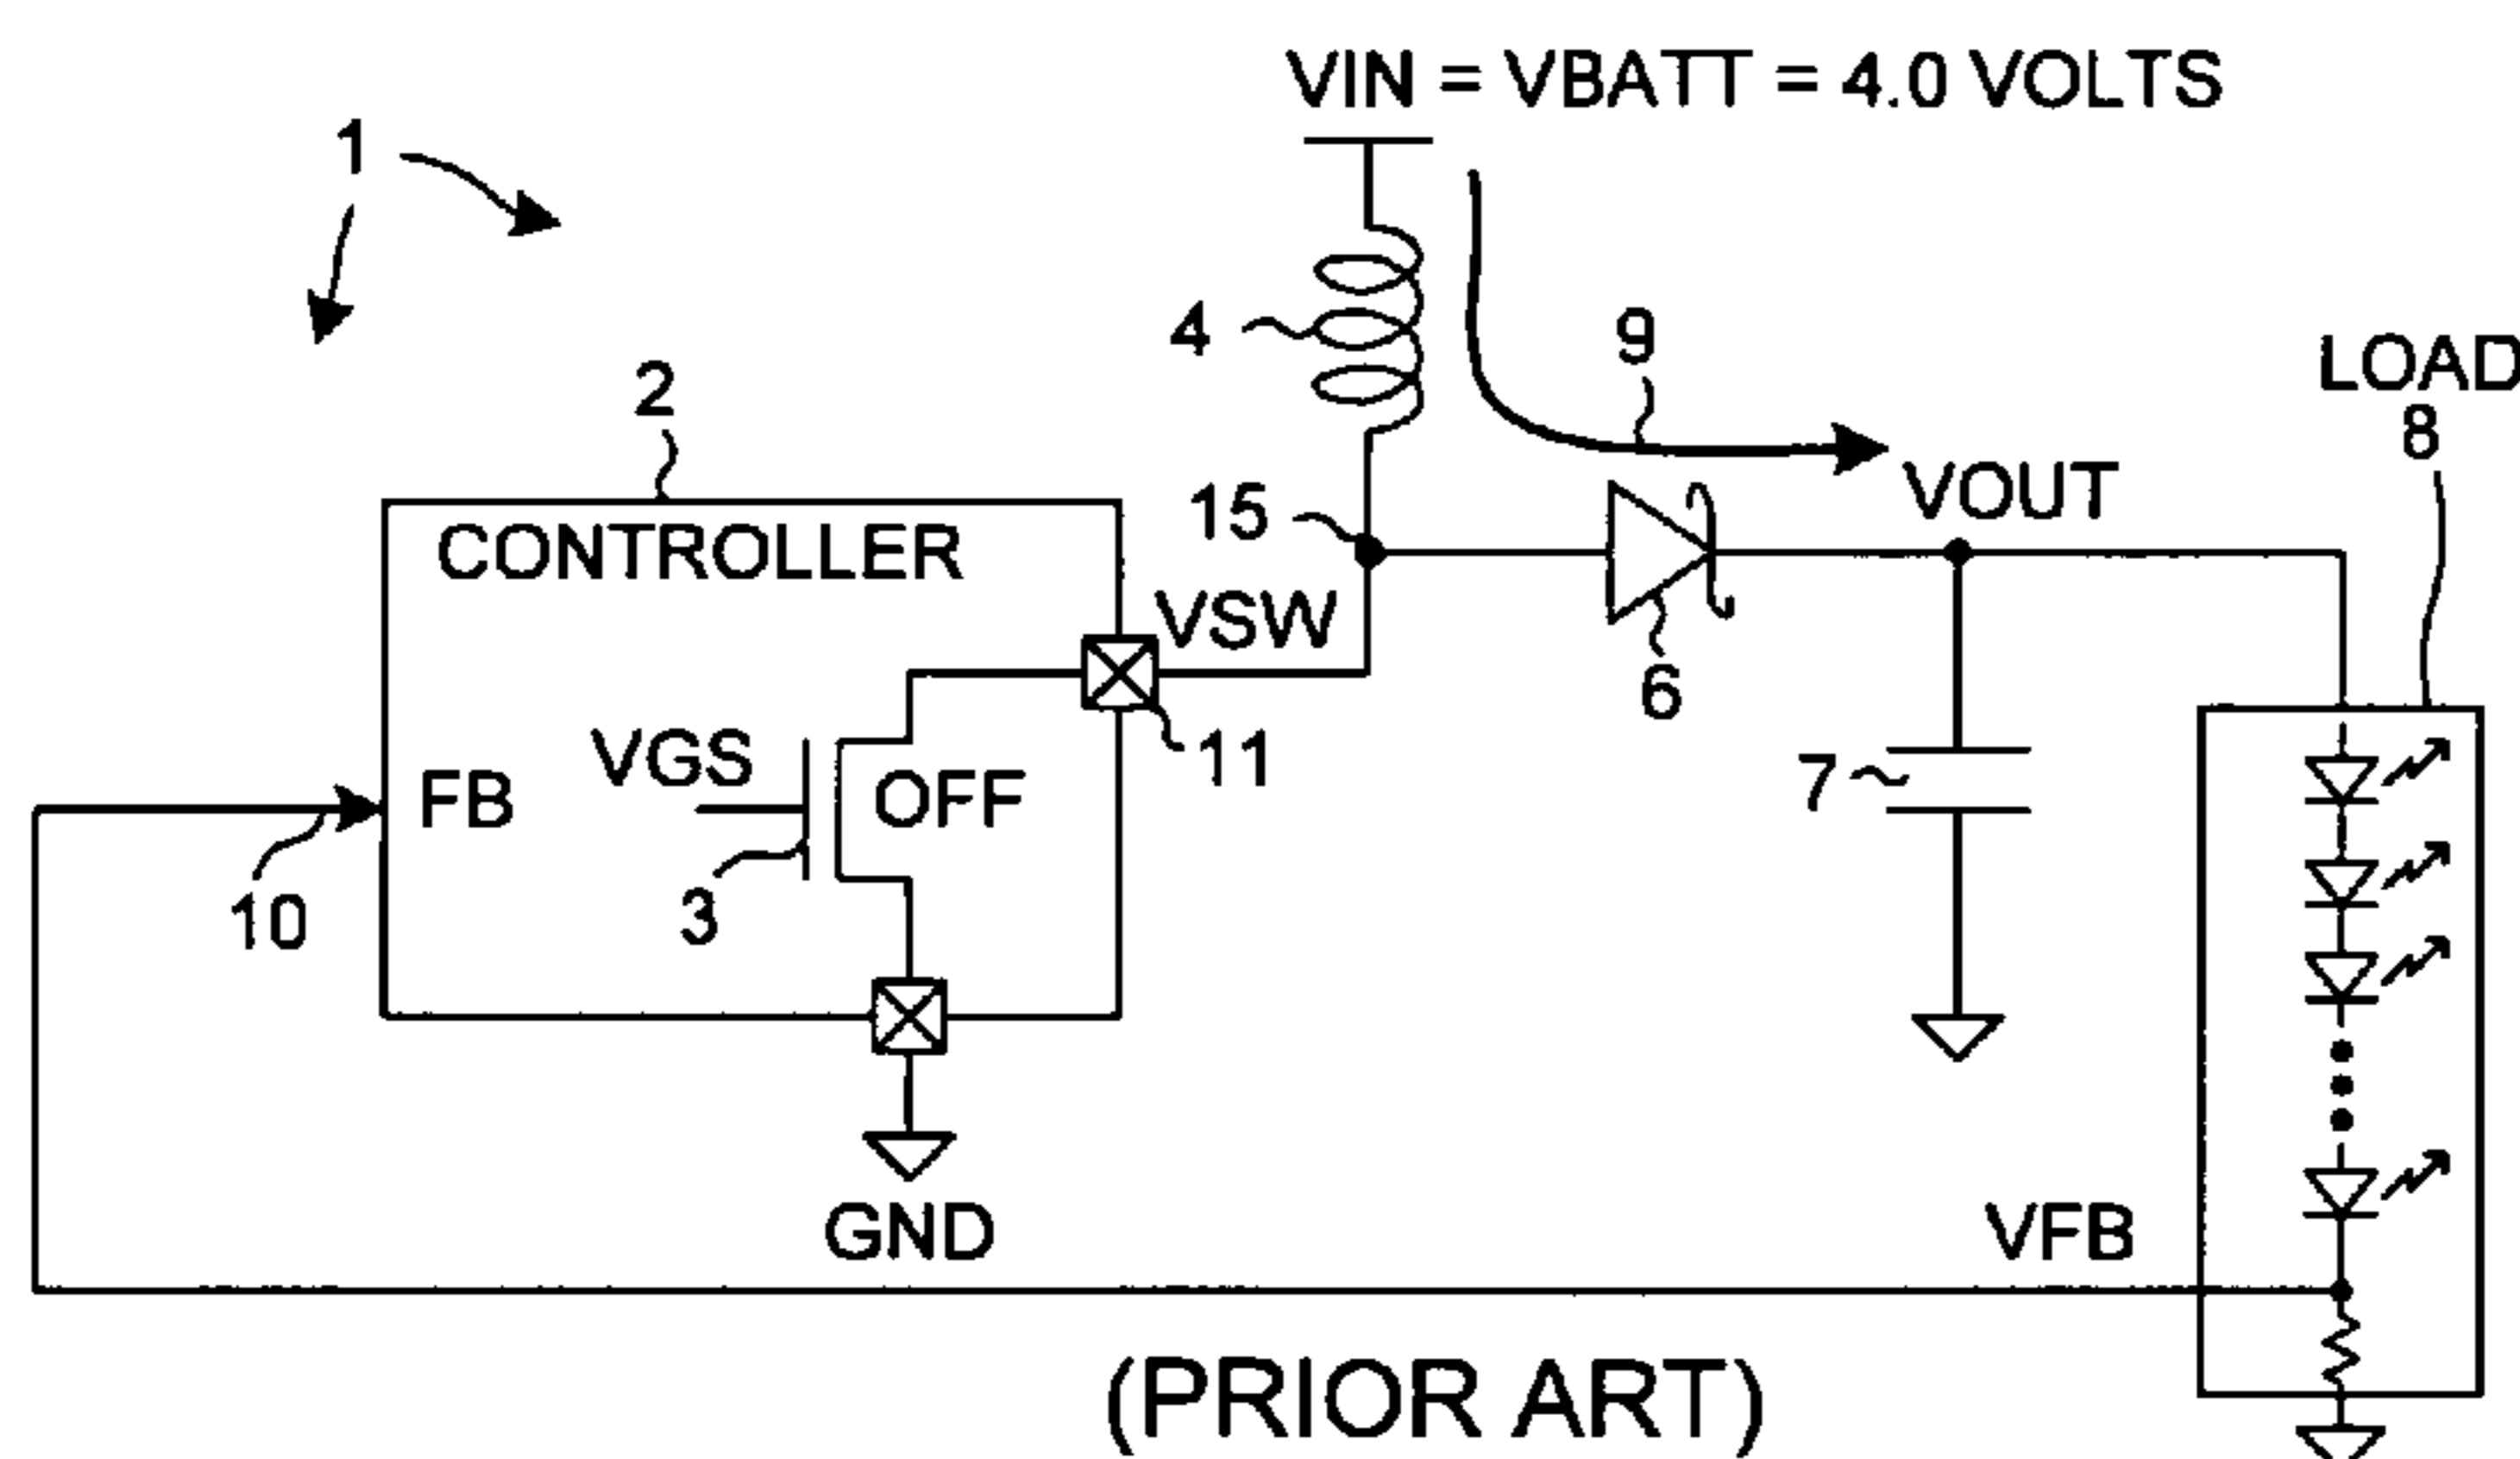 VIN = VBATT = 4.0 VOLTS
1
4
9
LOAD
8
2
15
VOUT
CONTROLLER
VSW
6
11
VGS
FB
OFF
7
3
10
GND
VFB
(PRIOR ART)